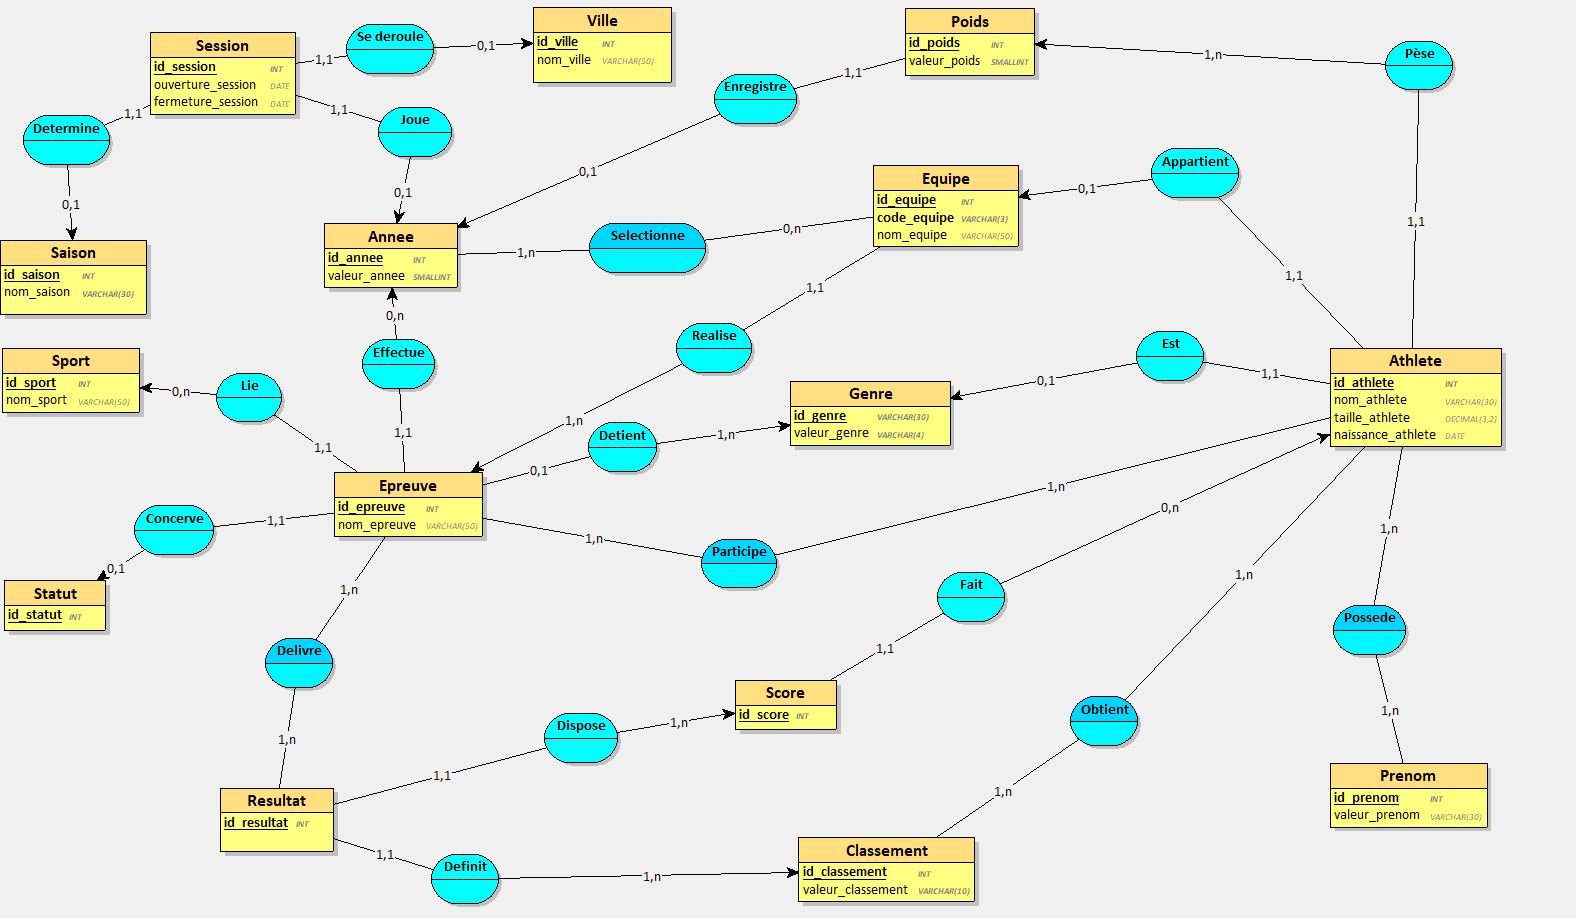 Session
id_session INT
ouverture_session DATE
fermeture_session DATE
1,1
Se deroule
0,1
Ville
id_ville INT
nom_ville VARCHAR(50)
Poids
id_poids INT
valeur_poids SMALLINT
1,n
Pèse
1,1
Enregistre
1,1
Joue
1,1
Determine
0,1
0,1
0,1
Equipe
id_equipe INT
code_equipe VARCHAR(3)
nom_equipe VARCHAR(50)
0,1
Appartient
1,1
1,1
Saison
id_saison INT
nom_saison VARCHAR(30)
Annee
id_annee INT
valeur_annee SMALLINT
1,n
Selectionne
0,n
0,n
1,1
Realise
Effectue
Est
0,1
1,1
Sport
id_sport INT
nom_sport VARCHAR(50)
0,n
Lie
1,1
1,1
1,n
Genre
id_genre VARCHAR(30)
valeur_genre VARCHAR(4)
Athlete
id_athlete INT
nom_athlete VARCHAR(30)
taille_athlete DECIMAL(3,2)
naissance_athlete DATE
Detient
1,n
0,1
Epreuve
id_epreuve INT
nom_epreuve VARCHAR(50)
Concerve
1,1
0,1
1,n
Participe
1,n
0,n
1,n
1,n
Statut
id_statut INT
1,n
Fait
1,1
Possede
Delivre
Score
id_score INT
Obtient
1,n
1,n
Dispose
1,n
1,1
Resultat
id_resultat INT
1,n
Prenom
id_prenom INT
valeur_prenom VARCHAR(30)
1,1
Definit
1,n
Classement
id_classement INT
valeur_classement VARCHAR(10)